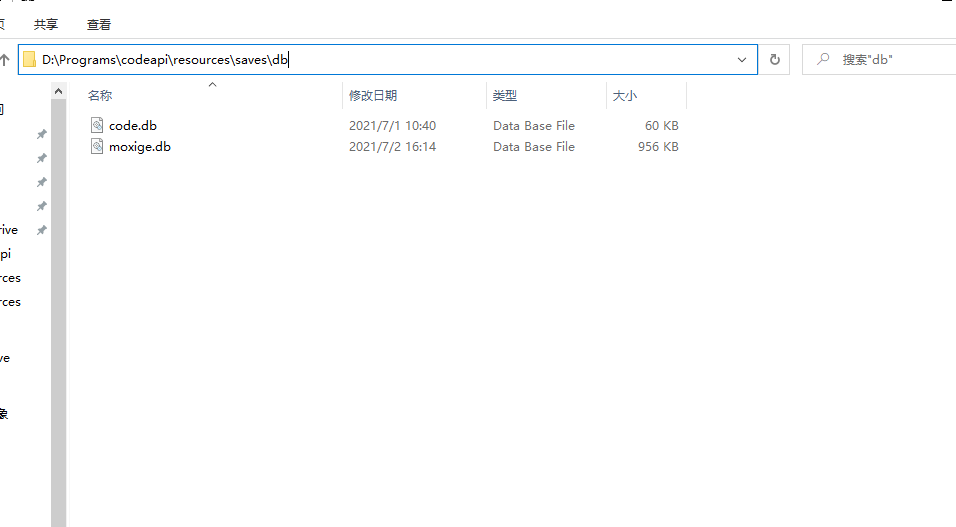 共享 查看
D:\Programs\codeapi\resources\saves\db 搜索"db"
名称 修改日期 类型 大小
code.db 2021/7/1 10:40 Data Base File 60 KB
moxige.db 2021/7/2 16:14 Data Base File 956 KB
rive
pi
rces
rces
ve
象